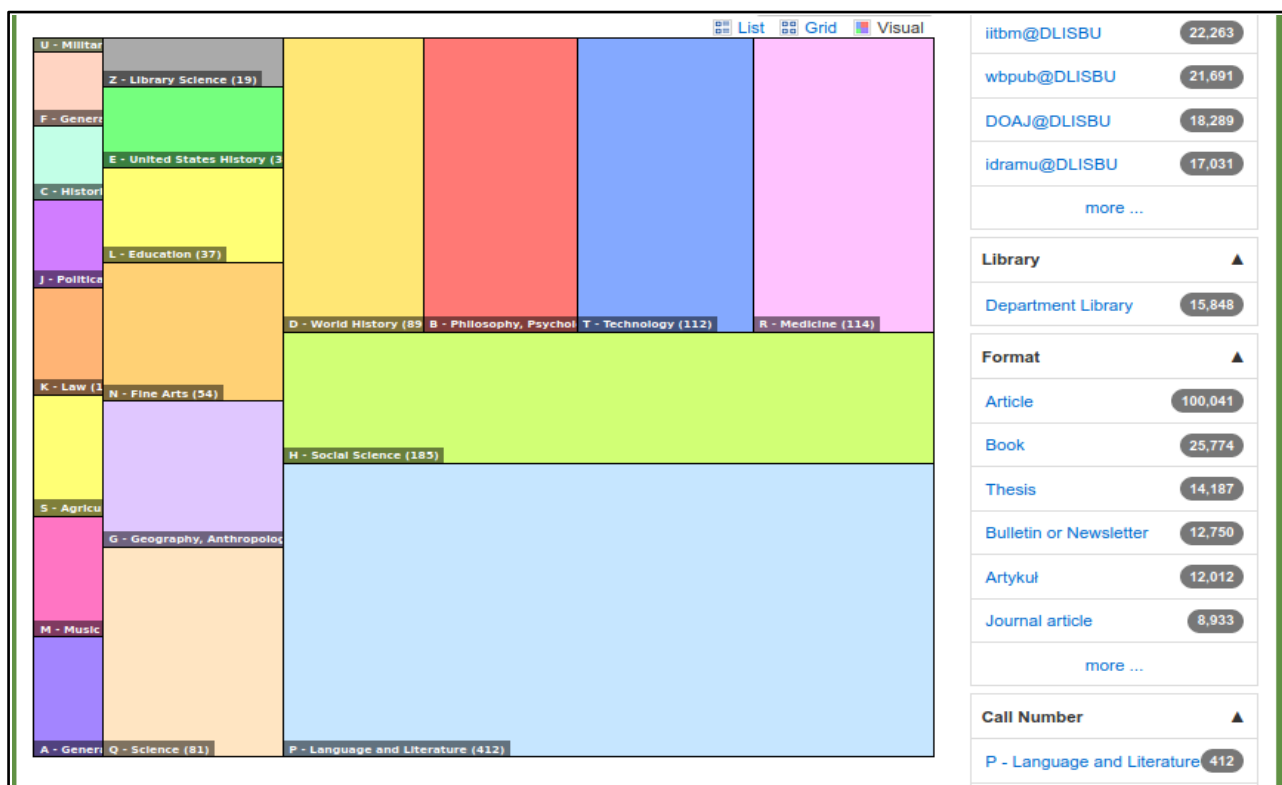 List Grid Visual
U - Militar
F - Genera
C - Histori
J - Politica
K - Law (1
S - Agricu
M - Music
A - Genera
Z - Library Science (19)
E - United States History (3
L - Education (37)
N - Fine Arts (54)
G - Geography, Anthropolog
Q - Science (81)
D - World History (89
B - Philosophy, Psychol
T - Technology (112)
R - Medicine (114)
H - Social Science (185)
P - Language and Literature (412)
iitbm@DLISBU 22,263
wbpub@DLISBU 21,691
DOAJ@DLISBU 18,289
idramu@DLISBU 17,031
more ...
Library
Department Library 15,848
Format
Article 100,041
Book 25,774
Thesis 14,187
Bulletin or Newsletter 12,750
Artykuł 12,012
Journal article 8,933
more ...
Call Number
P - Language and Literature 412